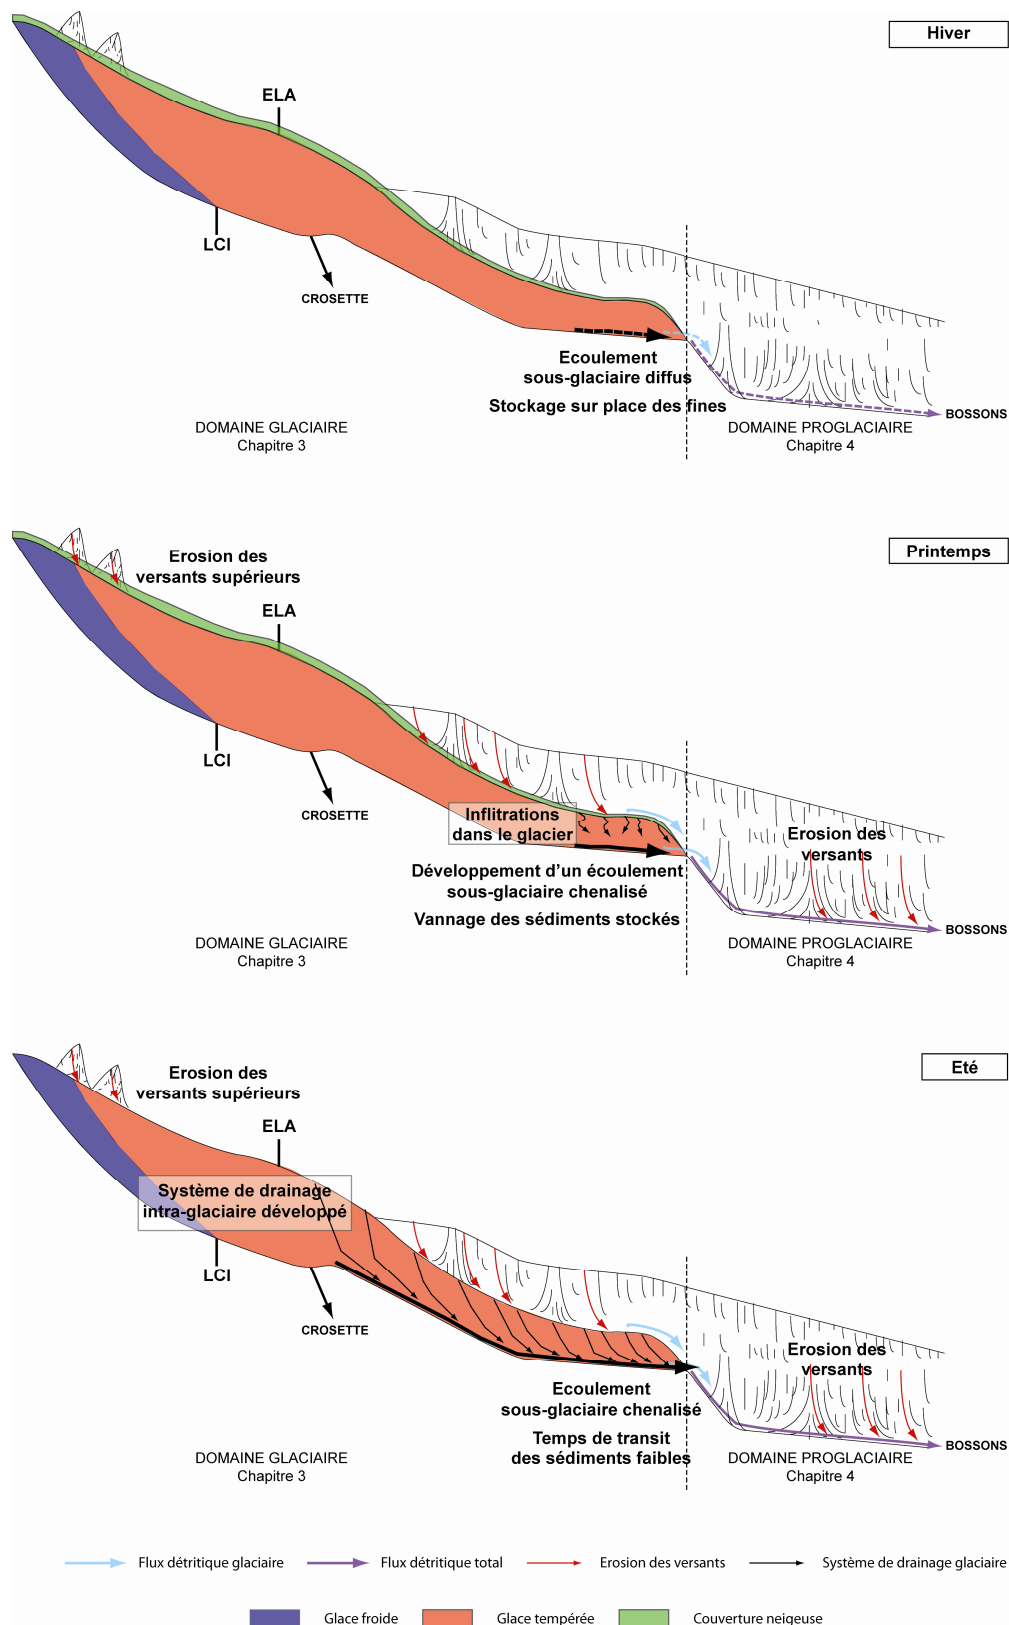 Hiver
ELA
LCI
CROSETTE
Ecoulement
sous-glaciaire diffus
Stockage sur place des fines
BOSSONS
DOMAINE GLACIAIRE
Chapitre 3
DOMAINE PROGLACIAIRE
Chapitre 4
Printemps
Erosion des
versants supérieurs
ELA
LCI
CROSETTE
Inflitrations
dans le glacier
Erosion des
versants
Développement d'un écoulement
sous-glaciaire chenalisé
Vannage des sédiments stockés
BOSSONS
DOMAINE GLACIAIRE
Chapitre 3
DOMAINE PROGLACIAIRE
Chapitre 4
Eté
Erosion des
versants supérieurs
ELA
Système de drainage
intra-glaciaire développé
LCI
CROSETTE
Erosion des
versants
Ecoulement
sous-glaciaire chenalisé
Temps de transit
des sédiments faibles
BOSSONS
DOMAINE GLACIAIRE
Chapitre 3
DOMAINE PROGLACIAIRE
Chapitre 4
Flux détritique glaciaire
Flux détritique total
Erosion des versants
Système de drainage glaciaire
Glace froide
Glace tempérée
Couverture neigeuse